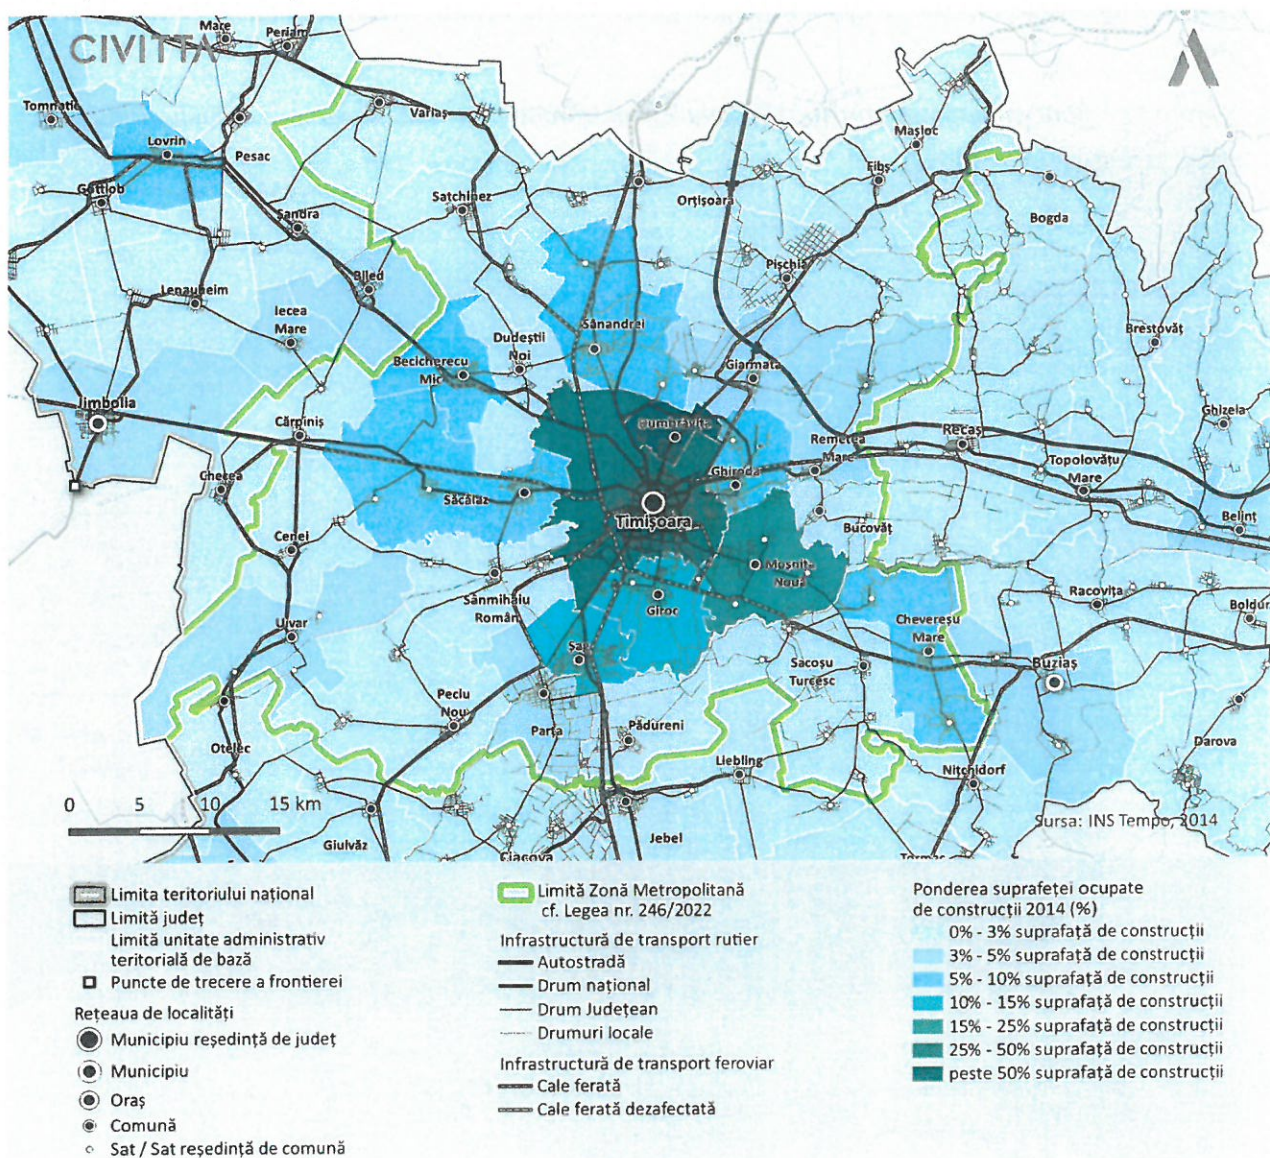 CIVITTA
Mare
Periam
Tomnatic
Variaș
Lovrin
Pesac
Mașloc
Fibiș
Gottlob
Satchinez
Orțișoara
Șandra
Bogda
Pișchia
Biled
Lenauheim
Iecea
Mare
Sânandrei
Dudeștii
Noi
Brestovăț
Becicherecu
Mic
Giarmata
Jimbolia
Dumbrăvița
Ghizela
Cărpiniș
Remetea
Mare
Recaș
Ghiroda
Topolovățu
Mare
Checea
Săcălaz
Timișoara
Belinț
Bucovăț
Cenei
Moșnița
Nouă
Sânmihaiu
Român
Giroc
Racovița
Boldur
Uivar
Chevereșu
Mare
Șag
Sacoșu
Turcesc
Buziaș
Peciu
Nou
Parța
Pădureni
Otelec
Darova
Liebling
Nițchidorf
0 5 10 15 km
Sursa: INS Tempo, 2014
Giulvăz
Ciacova
Jebel
Tormac
Limita teritoriului național
Limită județ
Limită unitate administrativ
teritorială de bază
Puncte de trecere a frontierei
Rețeaua de localități
Municipiu reședință de județ
Municipiu
Oraș
Comună
Sat / Sat reședință de comună
Limită Zonă Metropolitană
cf. Legea nr. 246/2022
Infrastructură de transport rutier
Autostradă
Drum național
Drum Județean
Drumuri locale
Infrastructură de transport feroviar
Cale ferată
Cale ferată dezafectată
Ponderea suprafeței ocupate
de construcții 2014 (%)
0% - 3% suprafață de construcții
3% - 5% suprafață de construcții
5% - 10% suprafață de construcții
10% - 15% suprafață de construcții
15% - 25% suprafață de construcții
25% - 50% suprafață de construcții
peste 50% suprafață de construcții